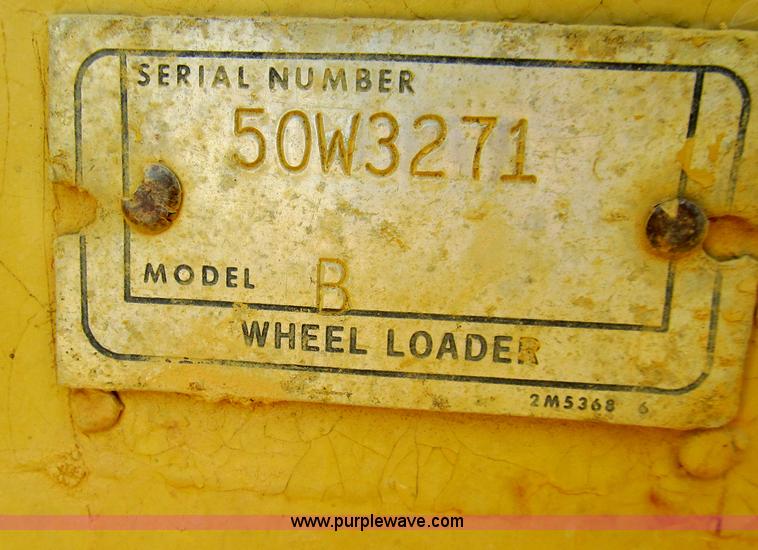 SERIAL NUMBER
50W3271
MODEL B
WHEEL LOADER
2M5368 6
www.purplewave.com